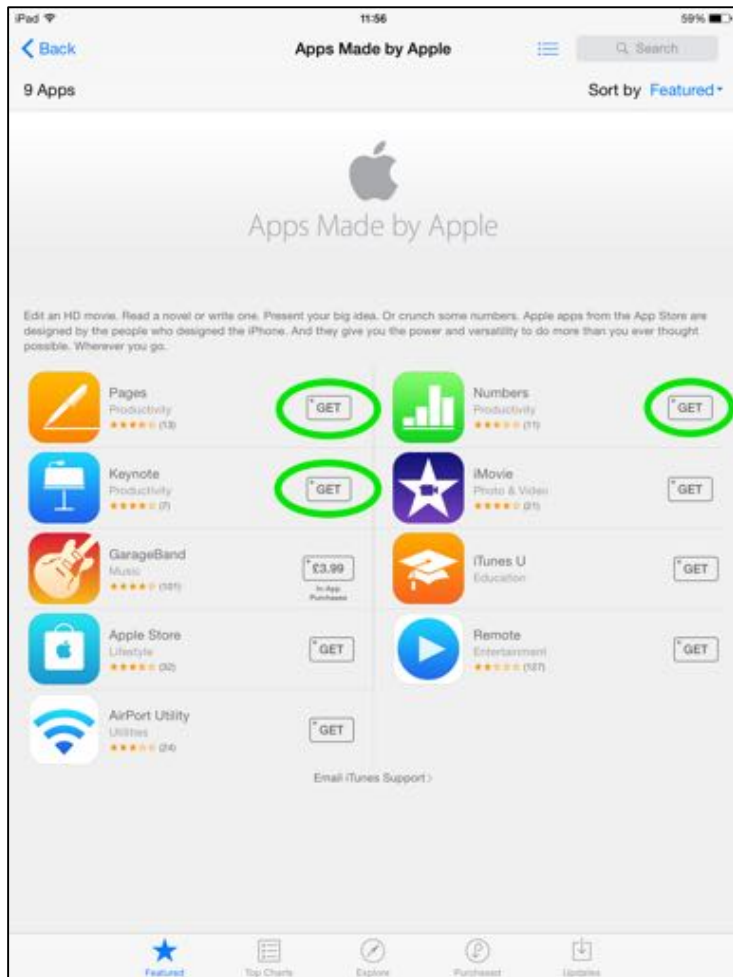 iPad 11:56 59%
Back Apps Made by Apple Search
9 Apps Sort by Featured
Apps Made by Apple
Edit an HD movie. Read a novel or write one. Present your big idea. Or crunch some numbers. Apple apps from the App Store are
designed by the people who designed the iPhone. And they give you the power and versatility to do more than you ever thought
possible. Wherever you go.
Pages
Productivity
(13)
+ GET
Numbers
Productivity
(11)
+ GET
Keynote
Productivity
(7)
+ GET
iMovie
Photo & Video
(21)
+ GET
GarageBand
Music
(101)
+ £3.99
In-App
Purchases
iTunes U
Education
+ GET
Apple Store
Lifestyle
(32)
+ GET
Remote
Entertainment
(127)
+ GET
AirPort Utility
Utilities
(24)
+ GET
Email iTunes Support >
Featured Top Charts Explore Purchased Updates